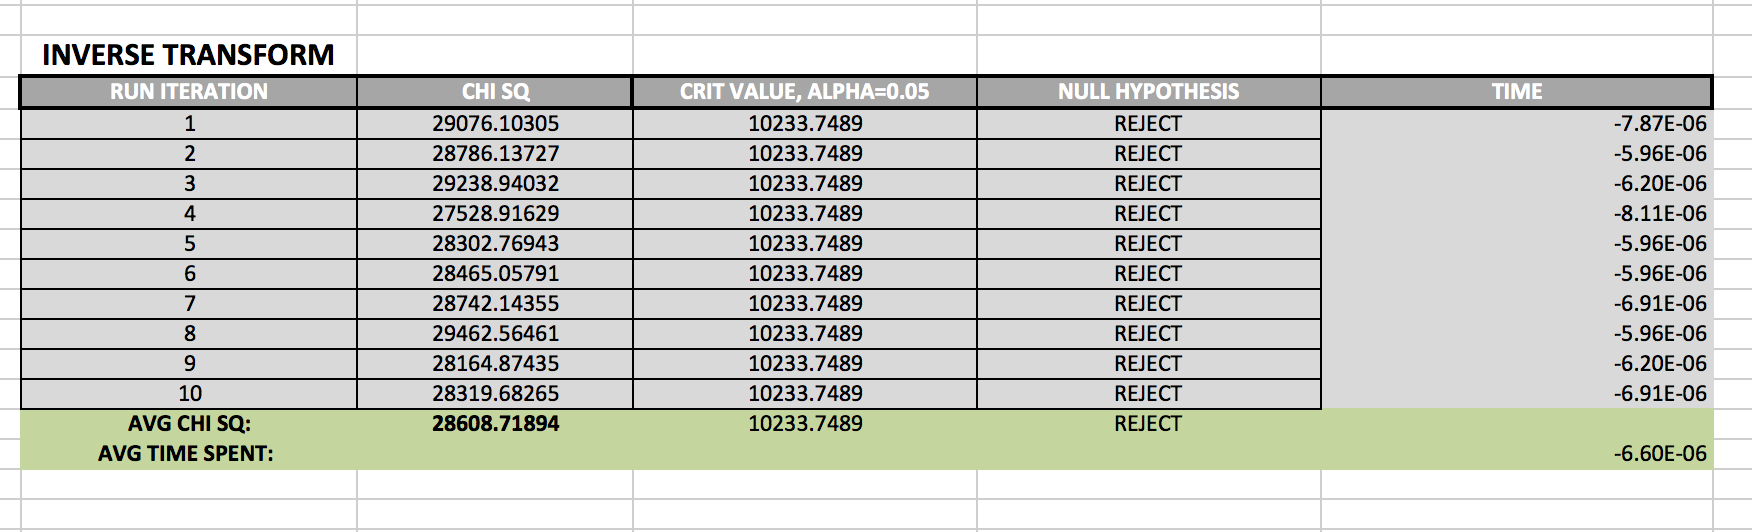 INVERSE TRANSFORM
RUN ITERATION CHI SQ CRIT VALUE, ALPHA=0.05 NULL HYPOTHESIS TIME
1 29076.10305 10233.7489 REJECT -7.87E-06
2 28786.13727 10233.7489 REJECT -5.96E-06
3 29238.94032 10233.7489 REJECT -6.20E-06
4 27528.91629 10233.7489 REJECT -8.11E-06
5 28302.76943 10233.7489 REJECT -5.96E-06
6 28465.05791 10233.7489 REJECT -5.96E-06
7 28742.14355 10233.7489 REJECT -6.91E-06
8 29462.56461 10233.7489 REJECT -5.96E-06
9 28164.87435 10233.7489 REJECT -6.20E-06
10 28319.68265 10233.7489 REJECT -6.91E-06
AVG CHI SQ: 28608.71894 10233.7489 REJECT
AVG TIME SPENT: -6.60E-06